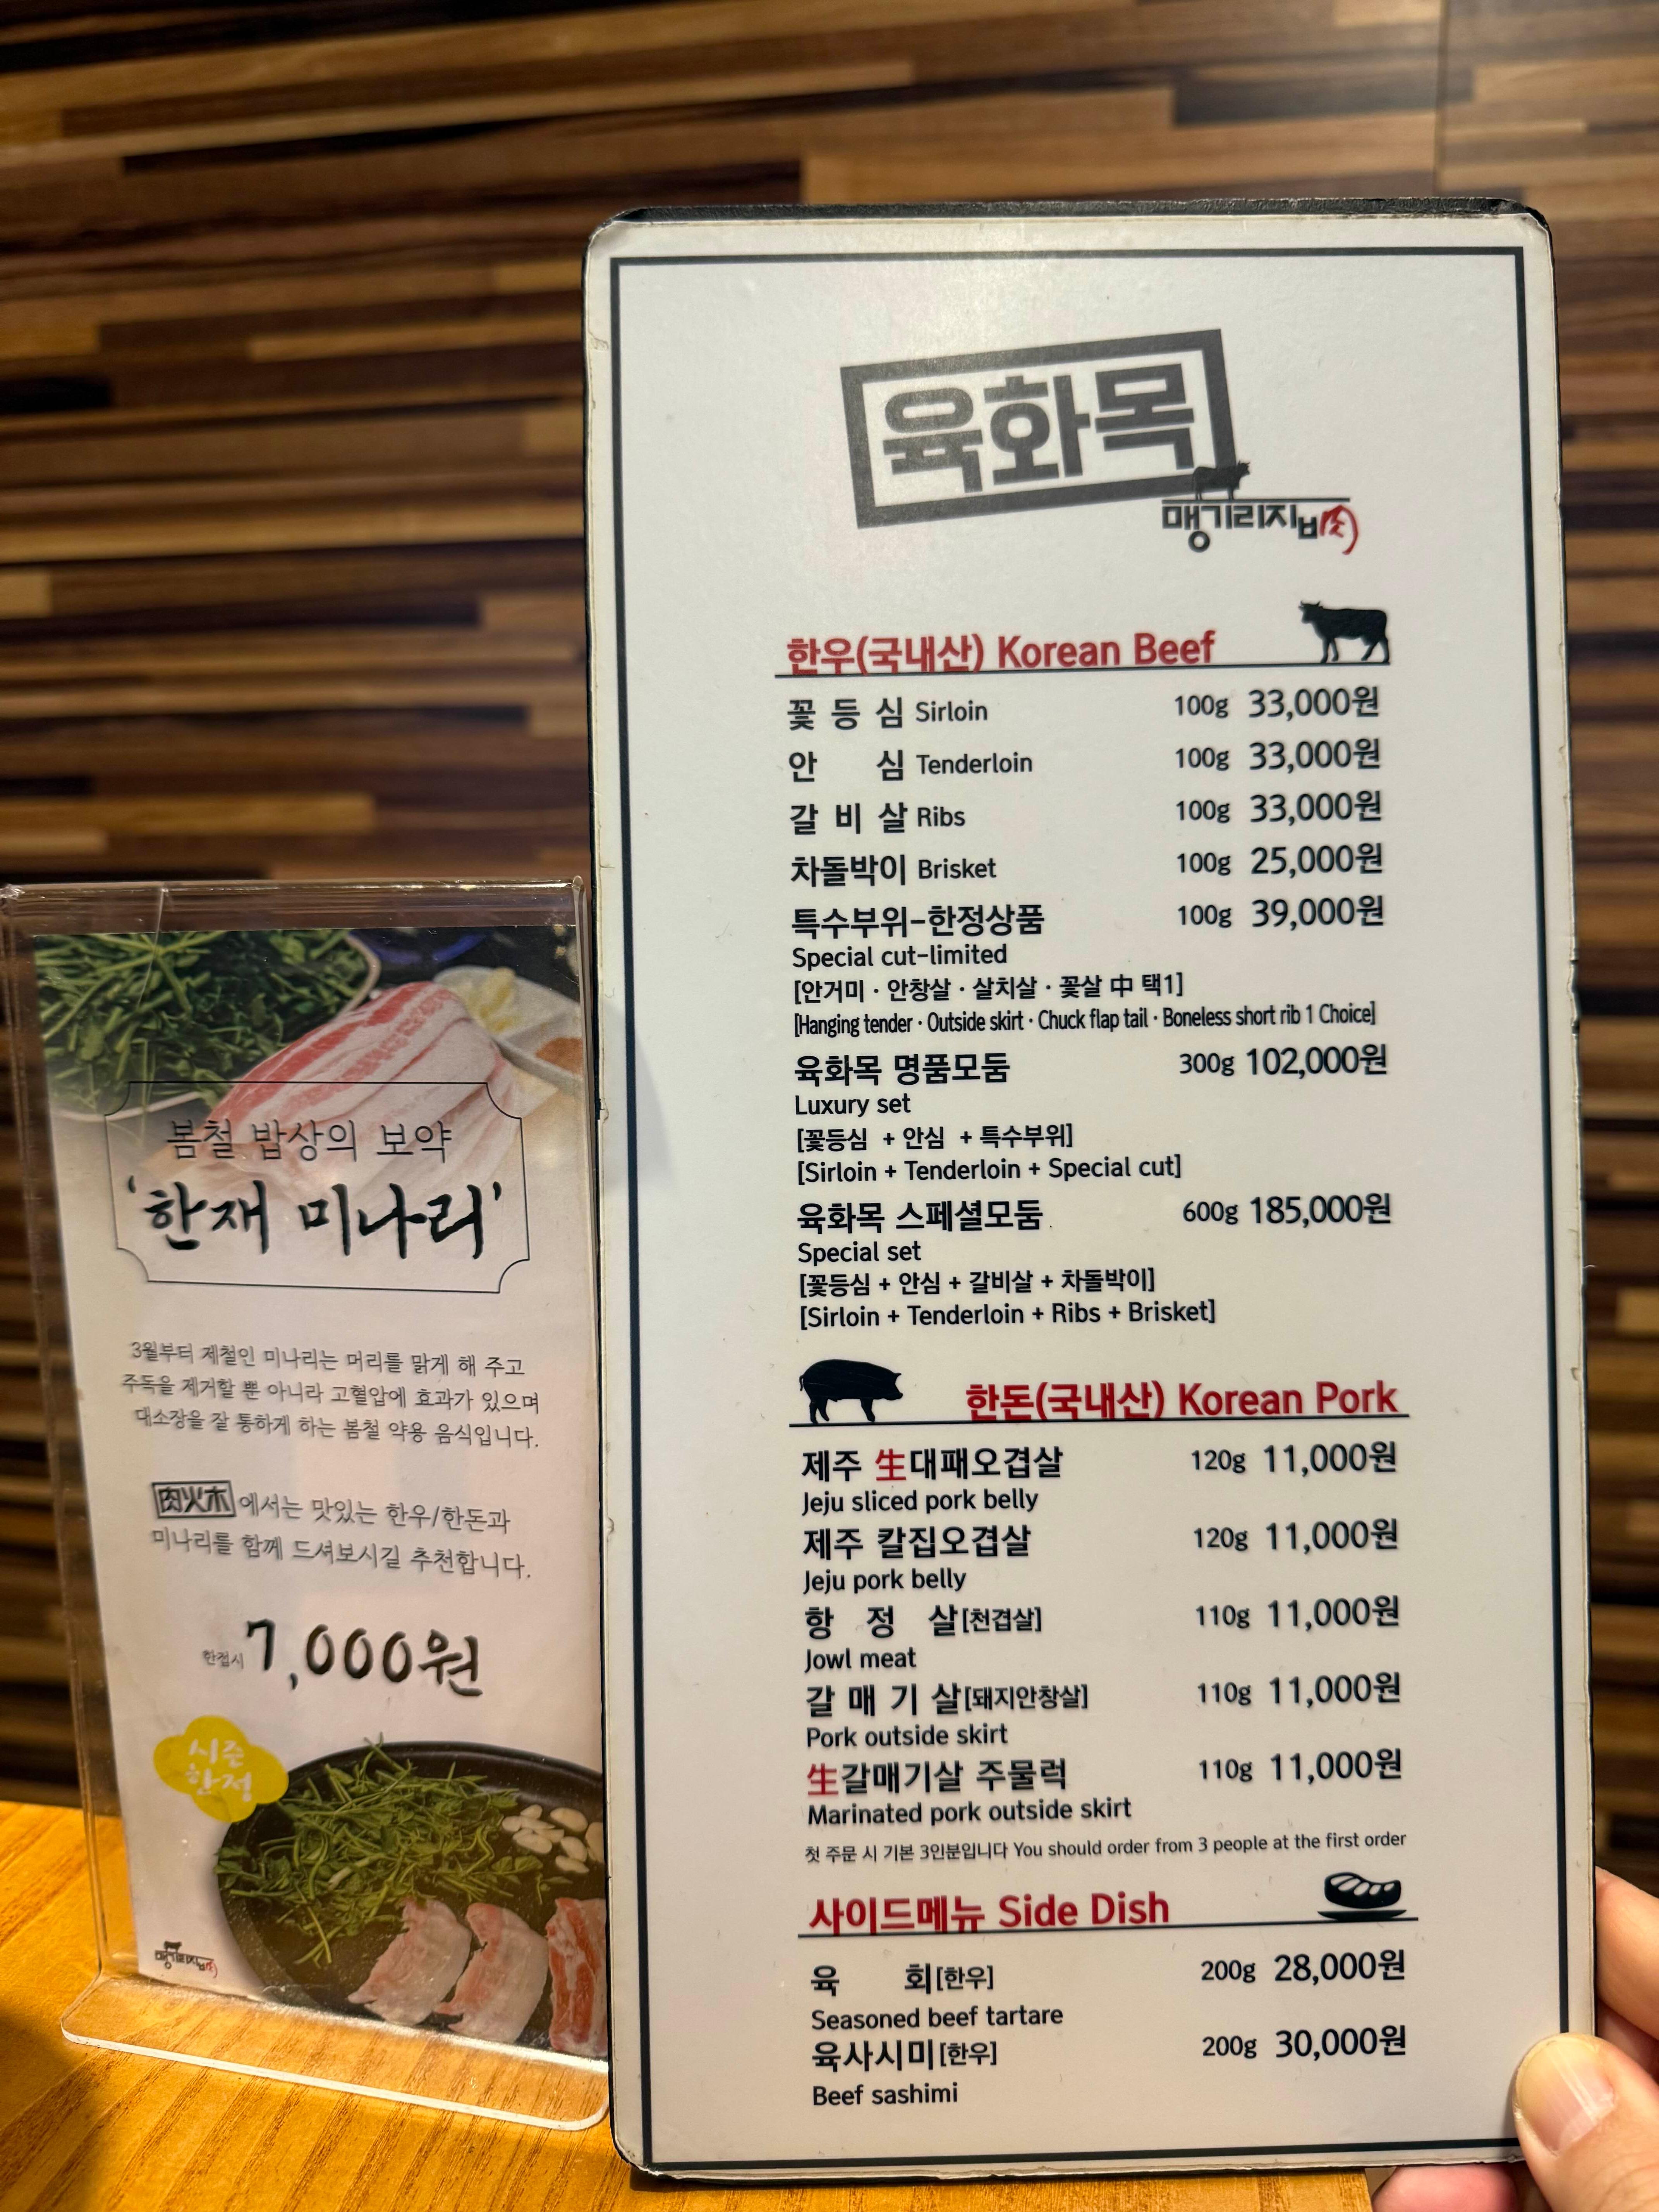 육화목
맹기리지비肉
한우(국내산) Korean Beef
꽃등심 Sirloin 100g 33,000원
안심 Tenderloin 100g 33,000원
갈비살 Ribs 100g 33,000원
차돌박이 Brisket 100g 25,000원
특수부위-한정상품 100g 39,000원
Special cut-limited
[안거미 · 안창살 · 살치살 · 꽃살 中 택1]
[Hanging tender · Outside skirt · Chuck flap tail · Boneless short rib 1 Choice]
육화목 명품모둠 300g 102,000원
Luxury set
[꽃등심 + 안심 + 특수부위]
[Sirloin + Tenderloin + Special cut]
육화목 스페셜모둠 600g 185,000원
Special set
[꽃등심 + 안심 + 갈비살 + 차돌박이]
[Sirloin + Tenderloin + Ribs + Brisket]
한돈(국내산) Korean Pork
제주 生대패오겹살 120g 11,000원
Jeju sliced pork belly
제주 칼집오겹살 120g 11,000원
Jeju pork belly
항정살[천겹살] 110g 11,000원
Jowl meat
갈매기살[돼지안창살] 110g 11,000원
Pork outside skirt
生갈매기살 주물럭 110g 11,000원
Marinated pork outside skirt
첫 주문 시 기본 3인분입니다 You should order from 3 people at the first order
사이드메뉴 Side Dish
육회[한우] 200g 28,000원
Seasoned beef tartare
육사시미[한우] 200g 30,000원
Beef sashimi
봄철 밥상의 보약
'한재 미나리'
3월부터 제철인 미나리는 머리를 맑게 해 주고
주독을 제거할 뿐 아니라 고혈압에 효과가 있으며
대소장을 잘 통하게 하는 봄철 약용 음식입니다.
肉火木에서는 맛있는 한우/한돈과
미나리를 함께 드셔보시길 추천합니다.
한접시 7,000원
시즌
한정